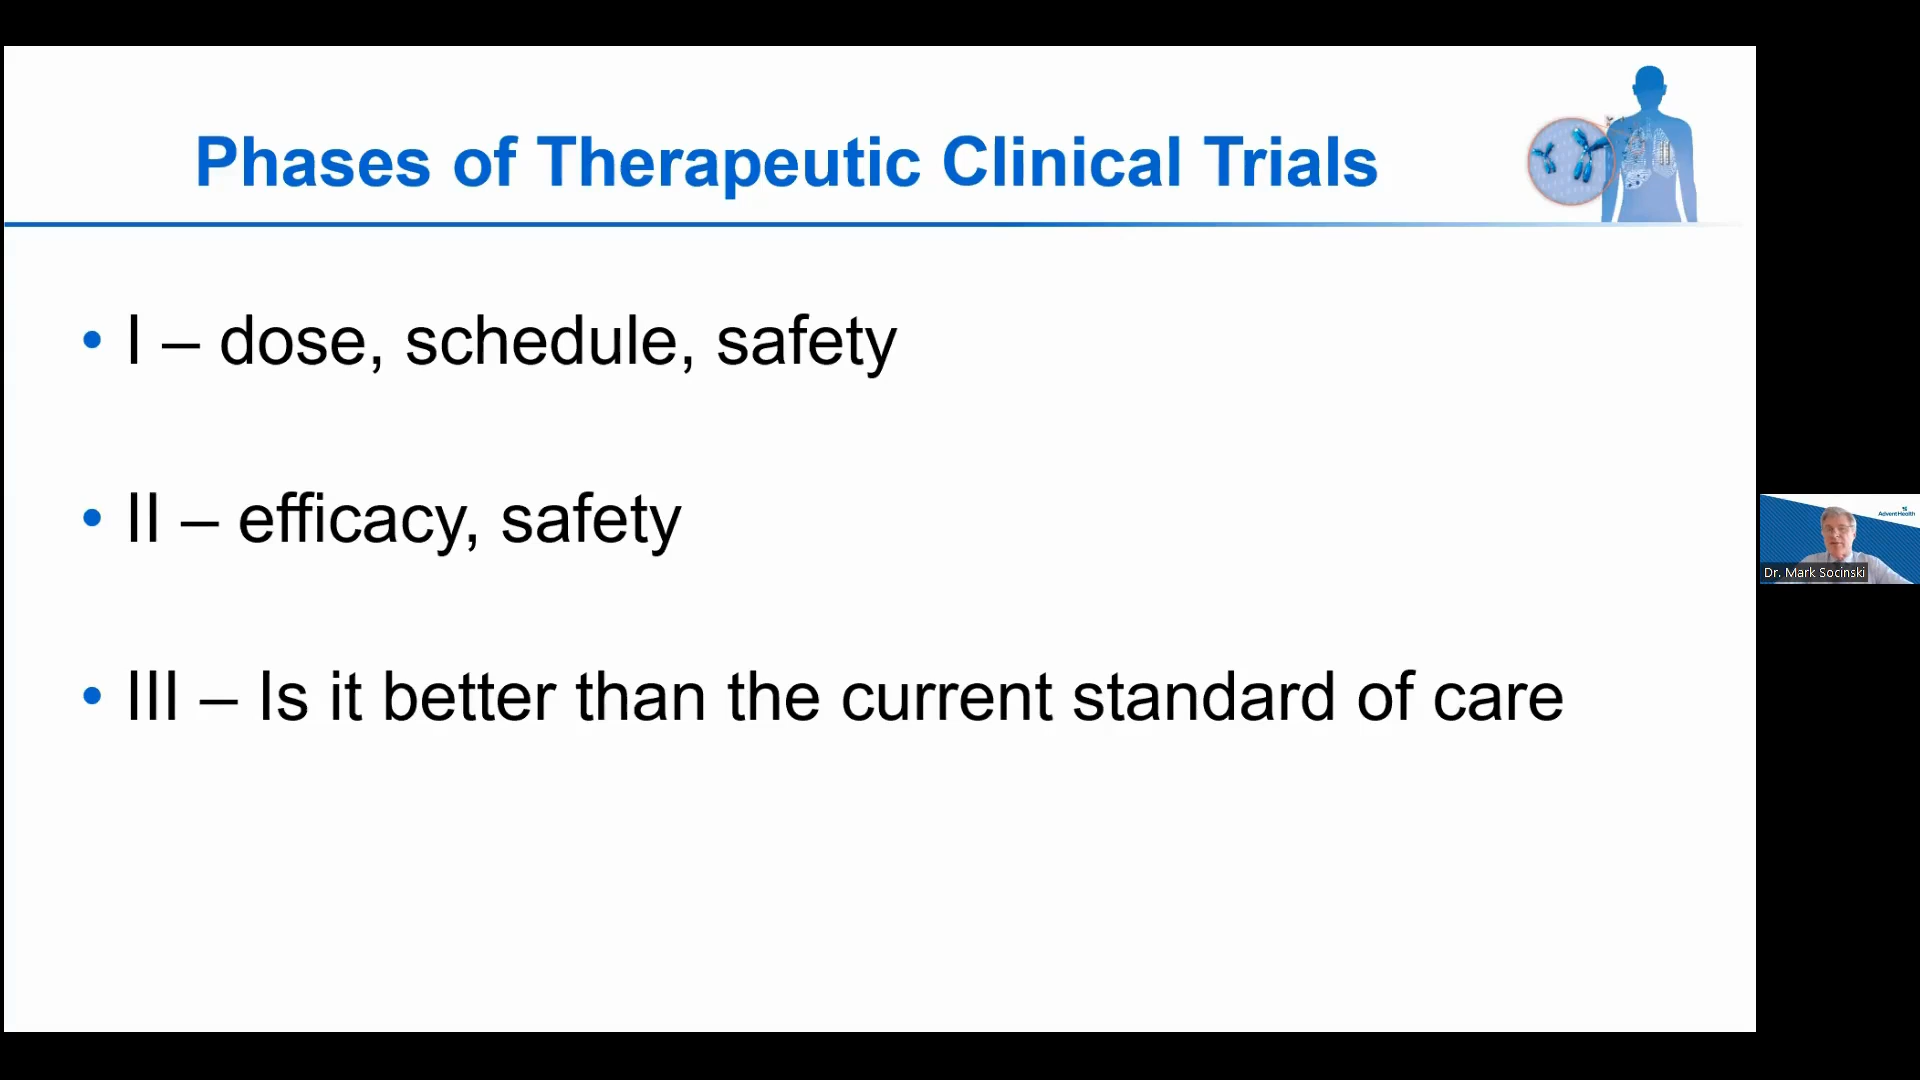 Phases of Therapeutic Clinical Trials
• I – dose, schedule, safety
• II – efficacy, safety
• III – Is it better than the current standard of care
AdventHealth
Dr. Mark Socinski